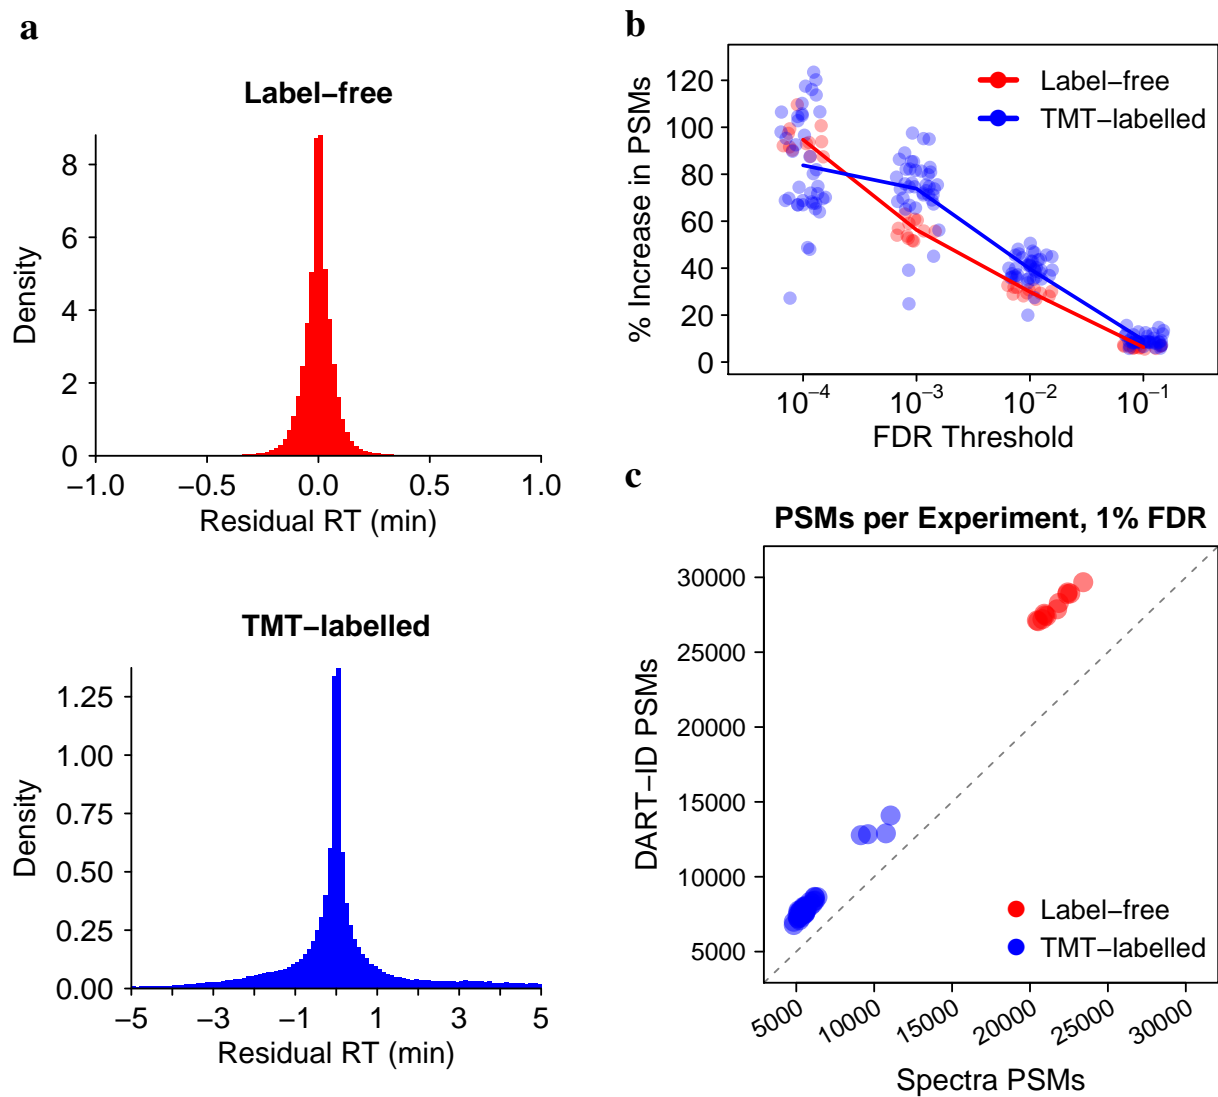 a
Label−free
Density
8
6
4
2
0
−1.0 −0.5 0.0 0.5 1.0
Residual RT (min)
TMT−labelled
Density
1.25
1.00
0.75
0.50
0.25
0.00
−5 −3 −1 1 3 5
Residual RT (min)
b
% Increase in PSMs
120
100
80
60
40
20
0
Label−free
TMT−labelled
10⁻⁴ 10⁻³ 10⁻² 10⁻¹
FDR Threshold
c
PSMs per Experiment, 1% FDR
DART−ID PSMs
30000
25000
20000
15000
10000
5000
Label−free
TMT−labelled
5000 10000 15000 20000 25000 30000
Spectra PSMs